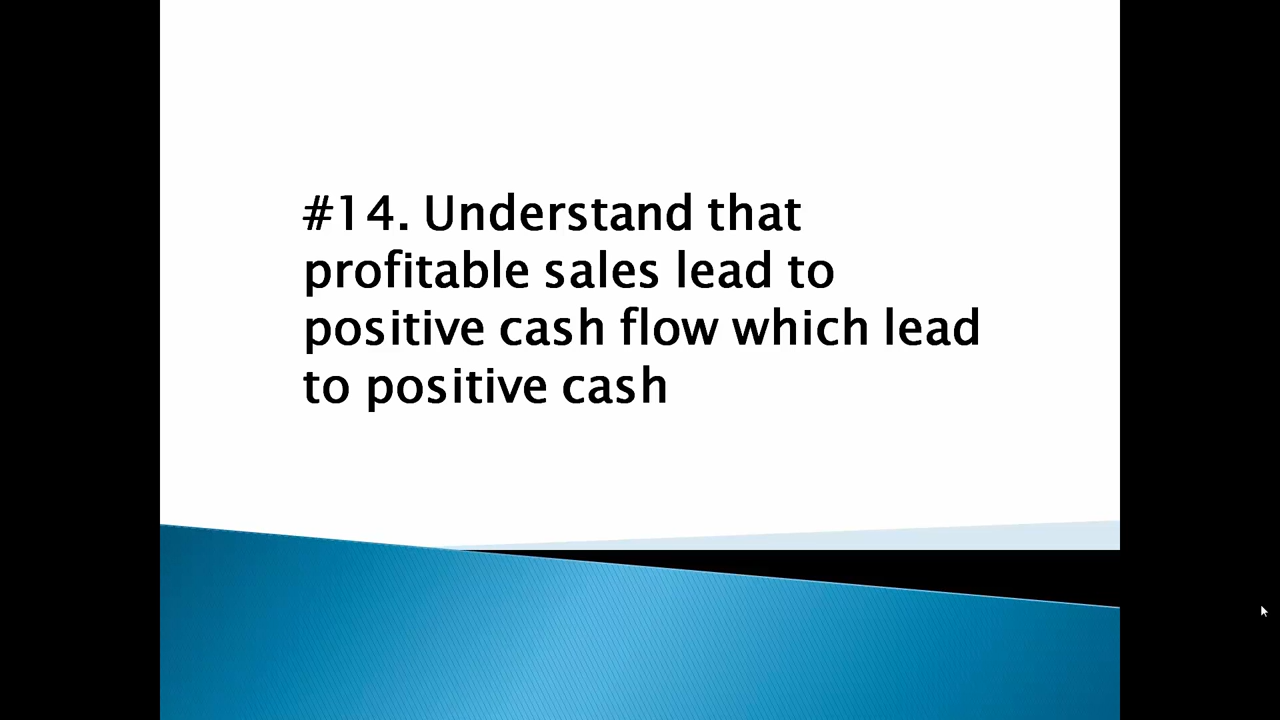 #14. Understand that
profitable sales lead to
positive cash flow which lead
to positive cash